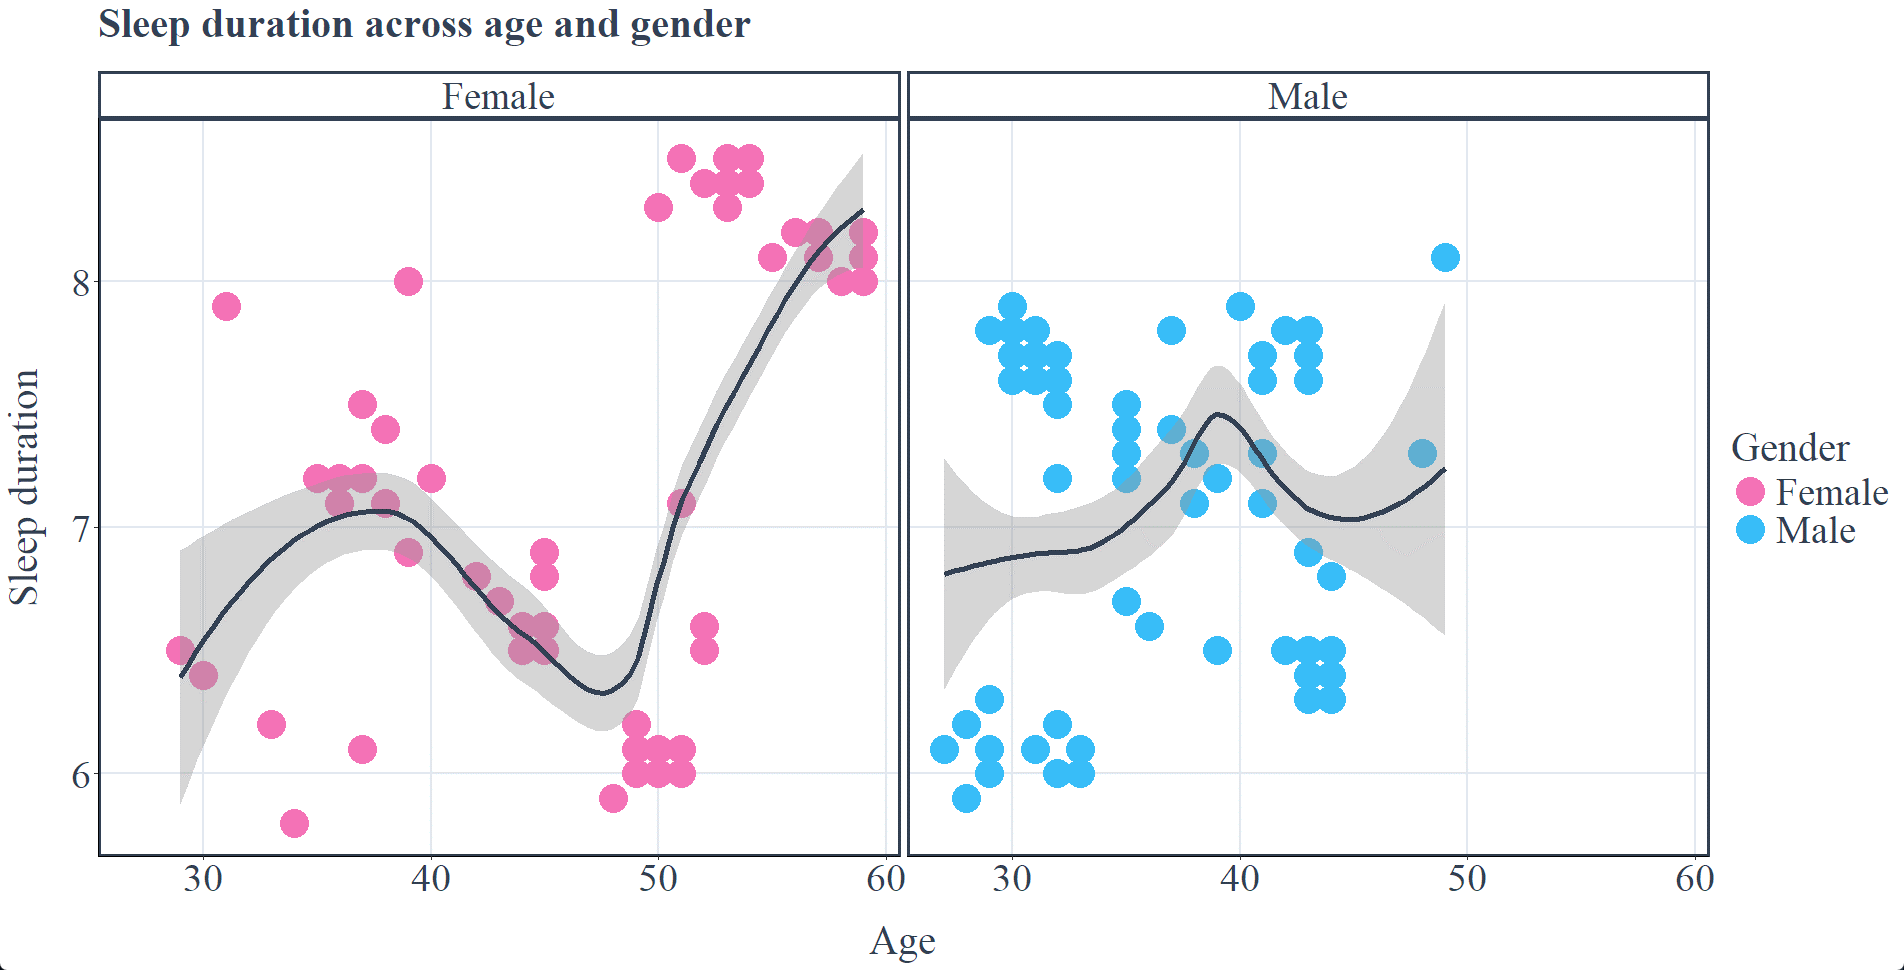 Sleep duration across age and gender
Female
Male
Sleep duration
8
7
6
30
40
50
60
30
40
50
60
Age
Gender
Female
Male